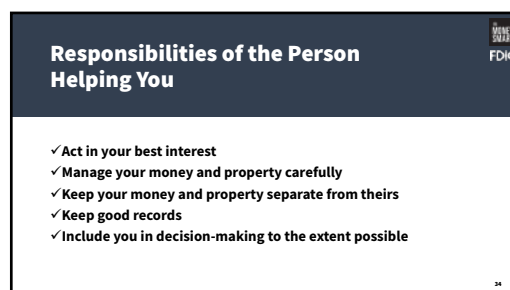 Responsibilities of the Person
Helping You
FDIC
✓Act in your best interest
✓Manage your money and property carefully
✓Keep your money and property separate from theirs
✓Keep good records
✓Include you in decision-making to the extent possible
34